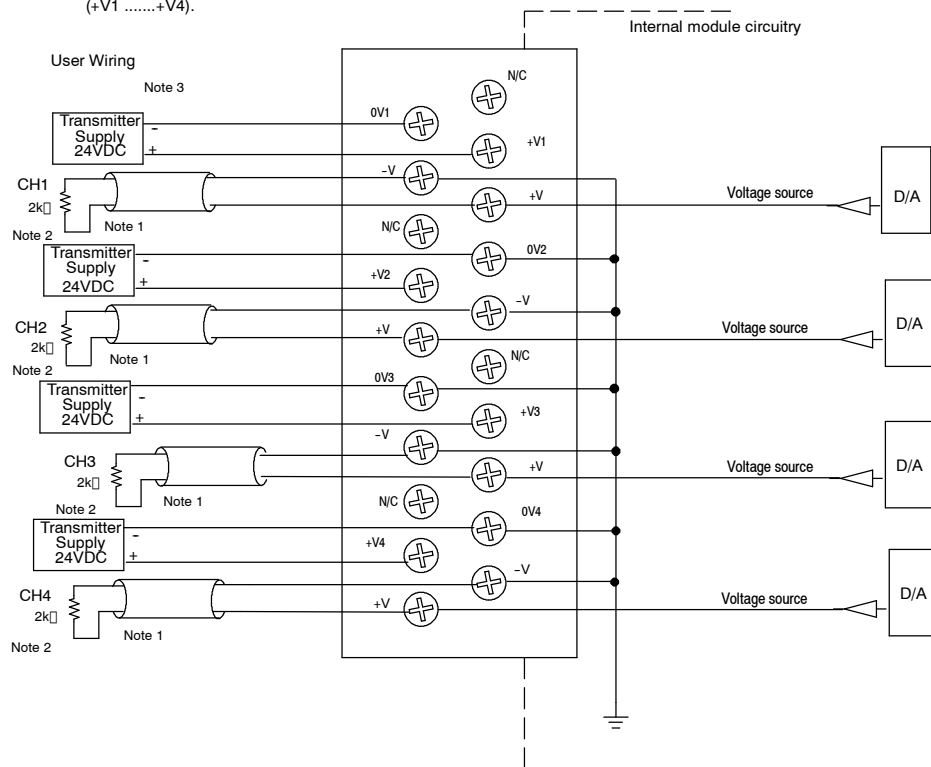 (+V1 .......+V4).
Internal module circuitry
User Wiring
Note 3
N/C
0V1
Transmitter
Supply
24VDC
-
+
+V1
–V
CH1
2k▯
Note 1
Note 2
+V
Voltage source
D/A
N/C
Transmitter
Supply
24VDC
-
+
0V2
+V2
–V
CH2
2k▯
Note 1
Note 2
+V
Voltage source
D/A
N/C
0V3
Transmitter
Supply
24VDC
-
+
+V3
–V
CH3
2k▯
Note 1
Note 2
+V
Voltage source
D/A
N/C
0V4
Transmitter
Supply
24VDC
-
+
+V4
–V
CH4
2k▯
Note 1
Note 2
+V
Voltage source
D/A